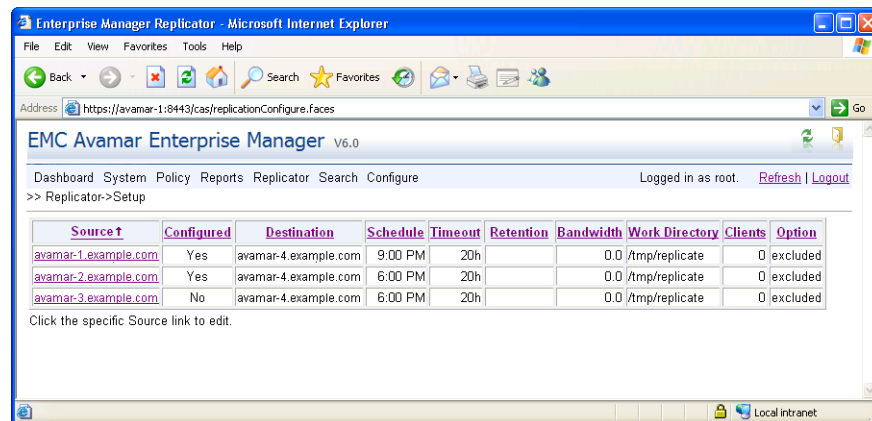 Enterprise Manager Replicator - Microsoft Internet Explorer
File Edit View Favorites Tools Help
Back Search Favorites
Address https://avamar-1:8443/cas/replicationConfigure.faces Go
EMC Avamar Enterprise Manager V6.0
Dashboard System Policy Reports Replicator Search Configure Logged in as root. Refresh | Logout
>> Replicator->Setup
Source↑ Configured Destination Schedule Timeout Retention Bandwidth Work Directory Clients Option
avamar-1.example.com Yes avamar-4.example.com 9:00 PM 20h 0.0 /tmp/replicate 0 excluded
avamar-2.example.com Yes avamar-4.example.com 6:00 PM 20h 0.0 /tmp/replicate 0 excluded
avamar-3.example.com No avamar-4.example.com 6:00 PM 20h 0.0 /tmp/replicate 0 excluded
Click the specific Source link to edit.
Local intranet